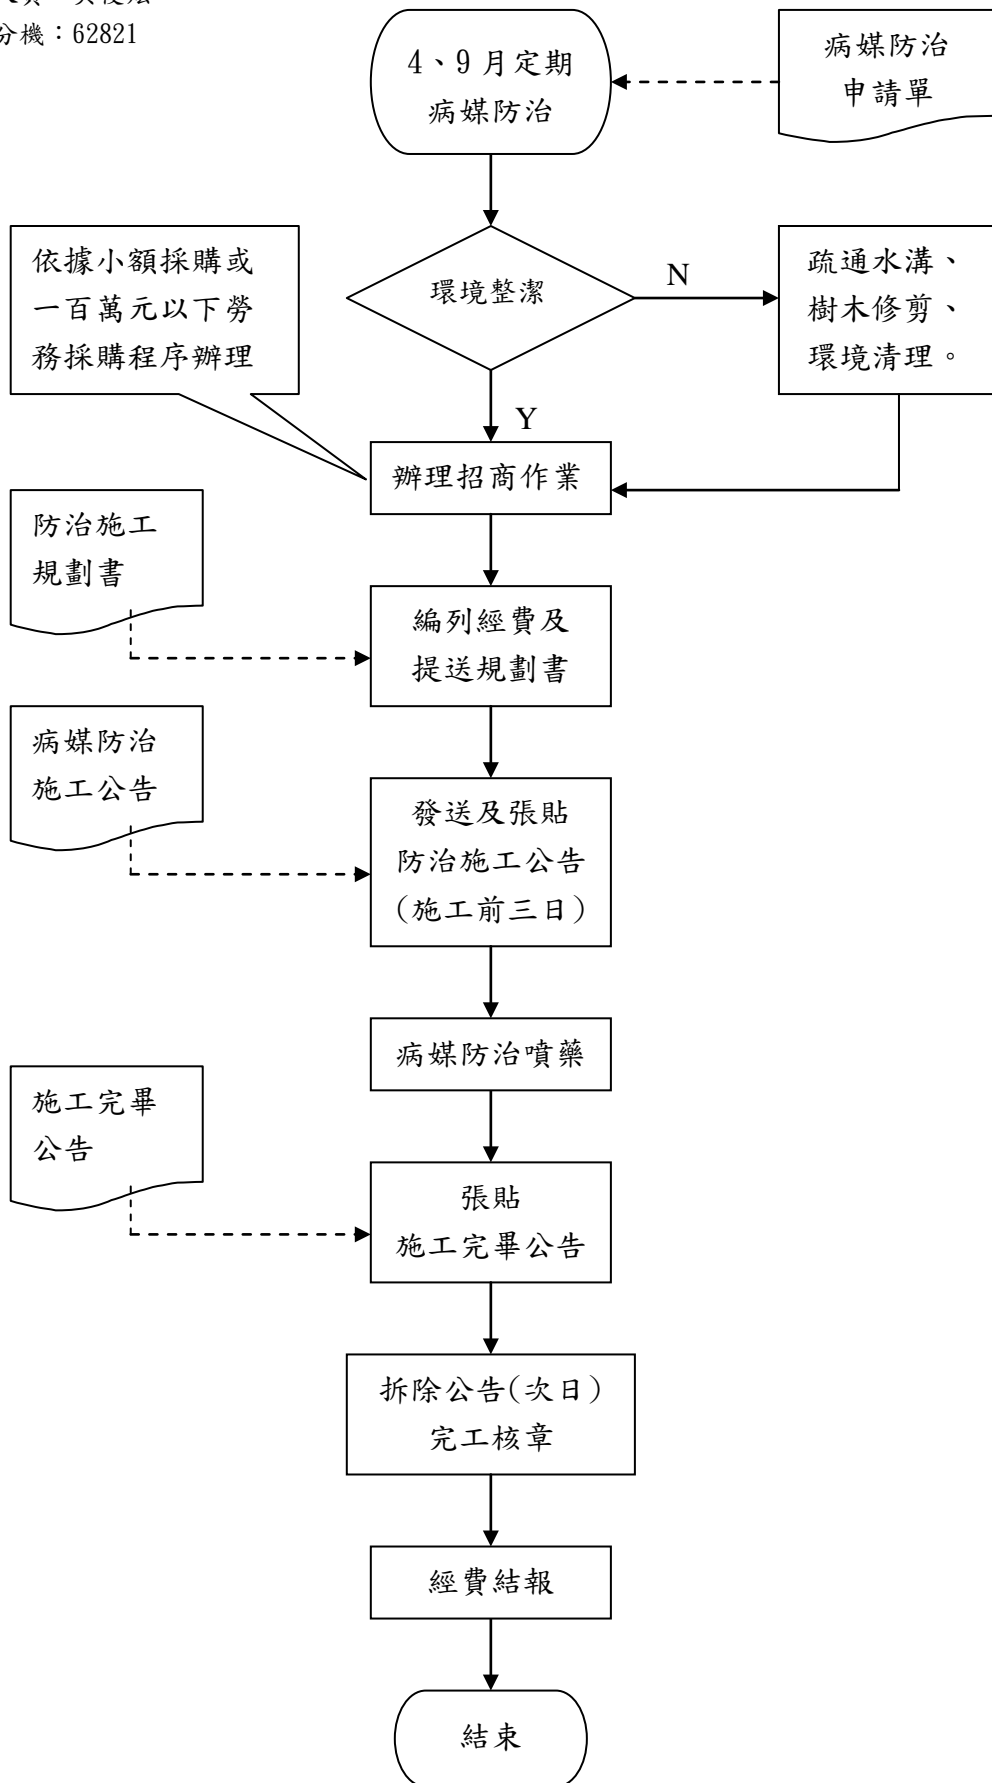 分機：62821
4、9 月定期
病媒防治
病媒防治
申請單
環境整潔
N
疏通水溝、
樹木修剪、
環境清理。
依據小額採購或
一百萬元以下勞
務採購程序辦理
Y
辦理招商作業
防治施工
規劃書
編列經費及
提送規劃書
病媒防治
施工公告
發送及張貼
防治施工公告
(施工前三日)
病媒防治噴藥
施工完畢
公告
張貼
施工完畢公告
拆除公告(次日)
完工核章
經費結報
結束